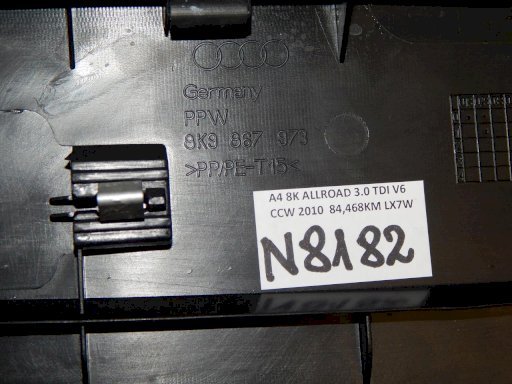 Germany
PPW
8K9 887 973
>PP/PE-T15<
A4 8K ALLROAD 3.0 TDI V6
CCW 2010 84,468KM LX7W
N8182